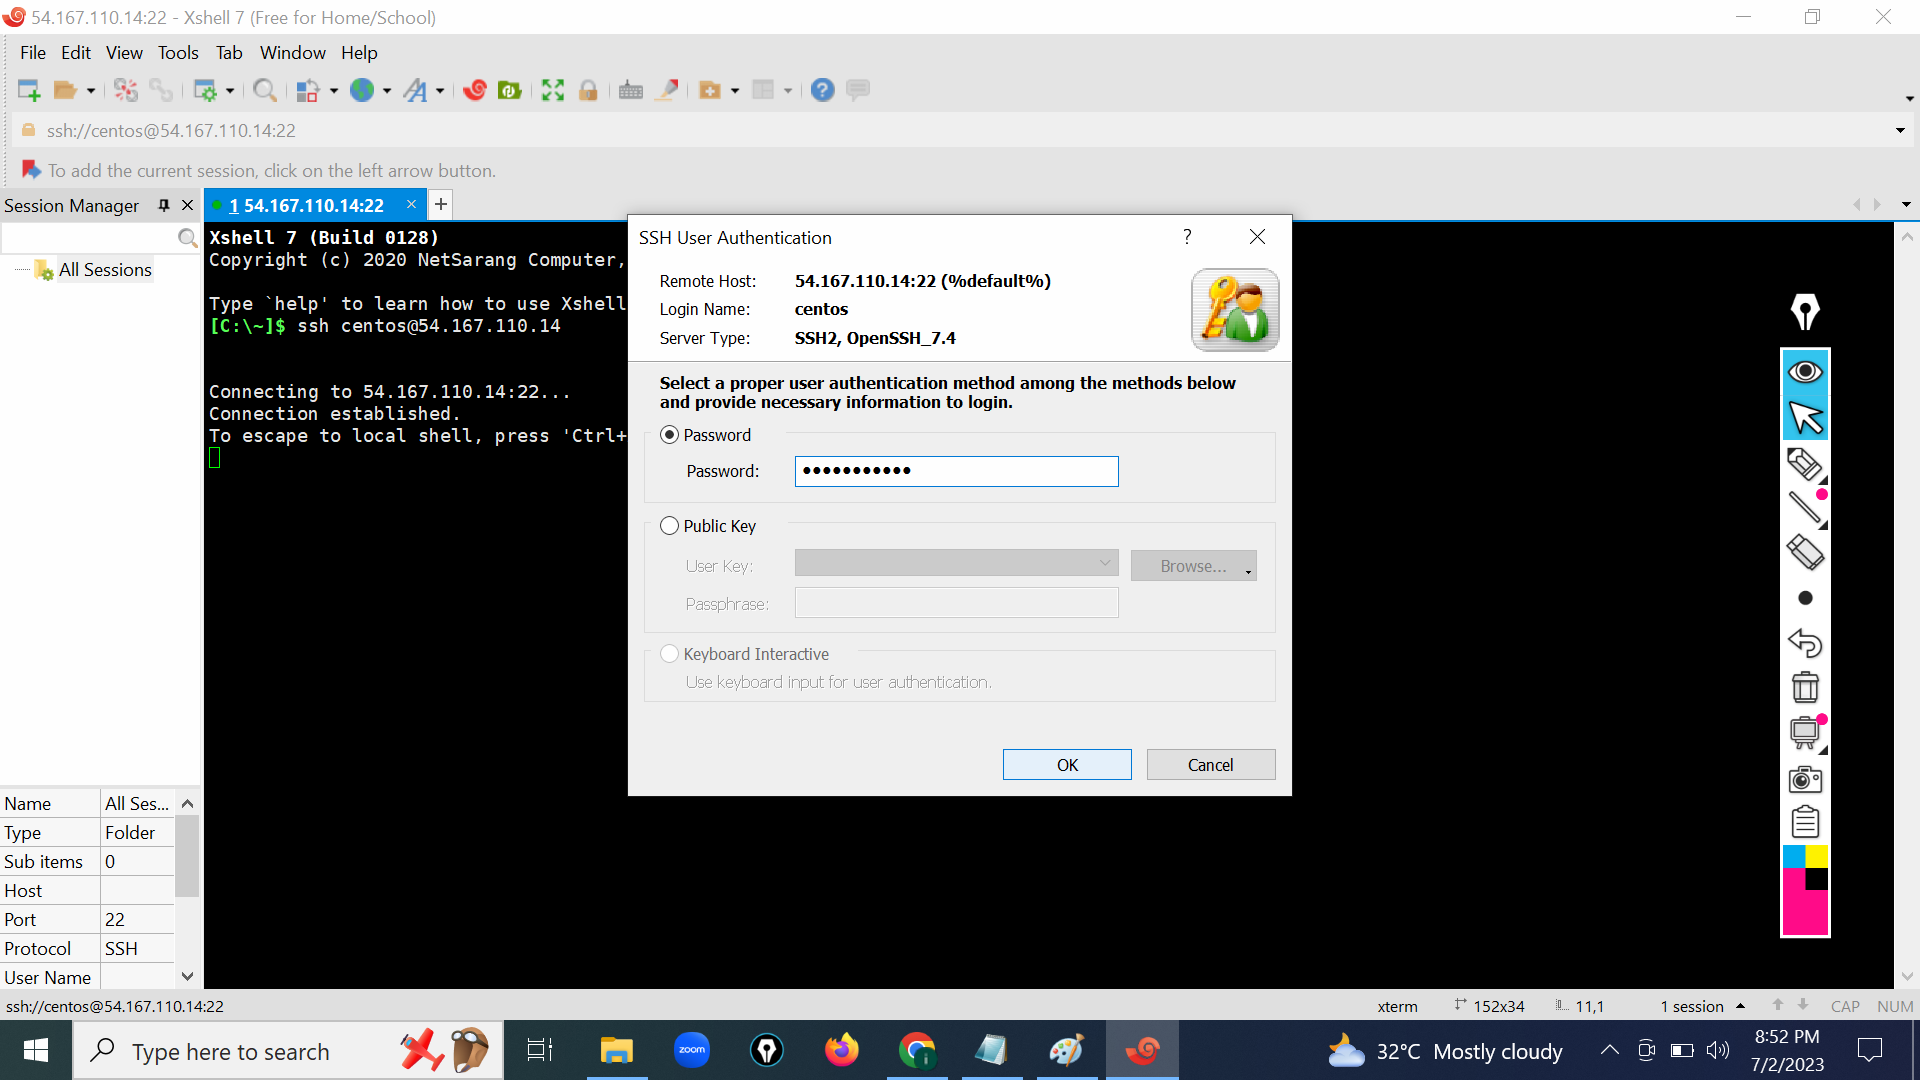 54.167.110.14:22 - Xshell 7 (Free for Home/School)
File Edit View Tools Tab Window Help
ssh://centos@54.167.110.14:22
To add the current session, click on the left arrow button.
Session Manager
1 54.167.110.14:22
All Sessions
Xshell 7 (Build 0128)
Copyright (c) 2020 NetSarang Computer,
Type `help' to learn how to use Xshell
[C:\~]$ ssh centos@54.167.110.14
Connecting to 54.167.110.14:22...
Connection established.
To escape to local shell, press 'Ctrl+
SSH User Authentication
?
Remote Host: 54.167.110.14:22 (%default%)
Login Name: centos
Server Type: SSH2, OpenSSH_7.4
Select a proper user authentication method among the methods below
and provide necessary information to login.
Password
Password: ●●●●●●●●●●●
Public Key
User Key:
Browse...
Passphrase:
Keyboard Interactive
Use keyboard input for user authentication.
OK Cancel
Name All Ses...
Type Folder
Sub items 0
Host
Port 22
Protocol SSH
User Name
ssh://centos@54.167.110.14:22
xterm 152x34 11,1 1 session CAP NUM
Type here to search
zoom
32°C Mostly cloudy
8:52 PM
7/2/2023